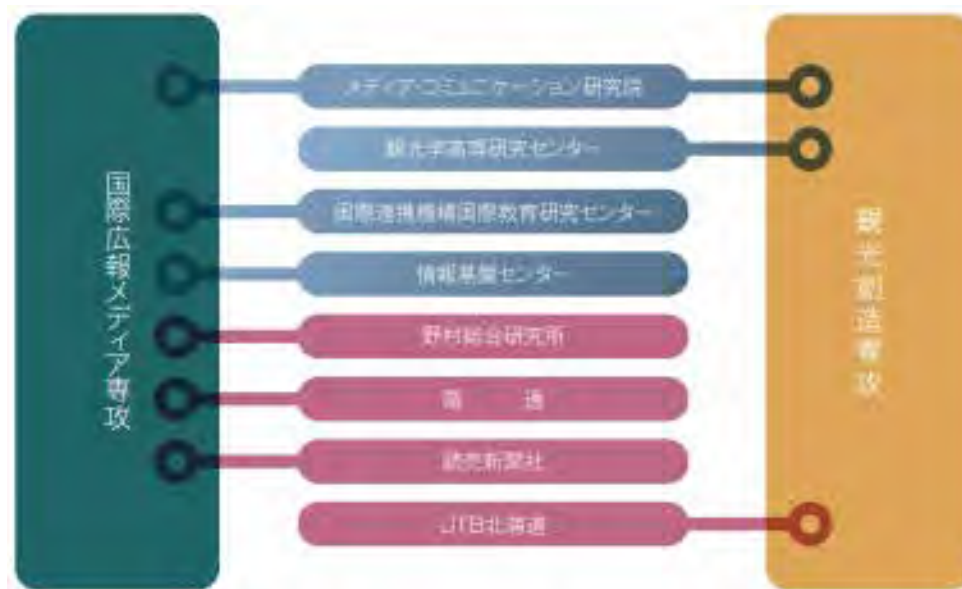 国際広報メディア専攻
メディア・コミュニケーション研究院
観光学高等研究センター
国際連携機構国際教育研究センター
情報基盤センター
野村総合研究所
電　　通
読売新聞社
JTB北海道
観光創造専攻